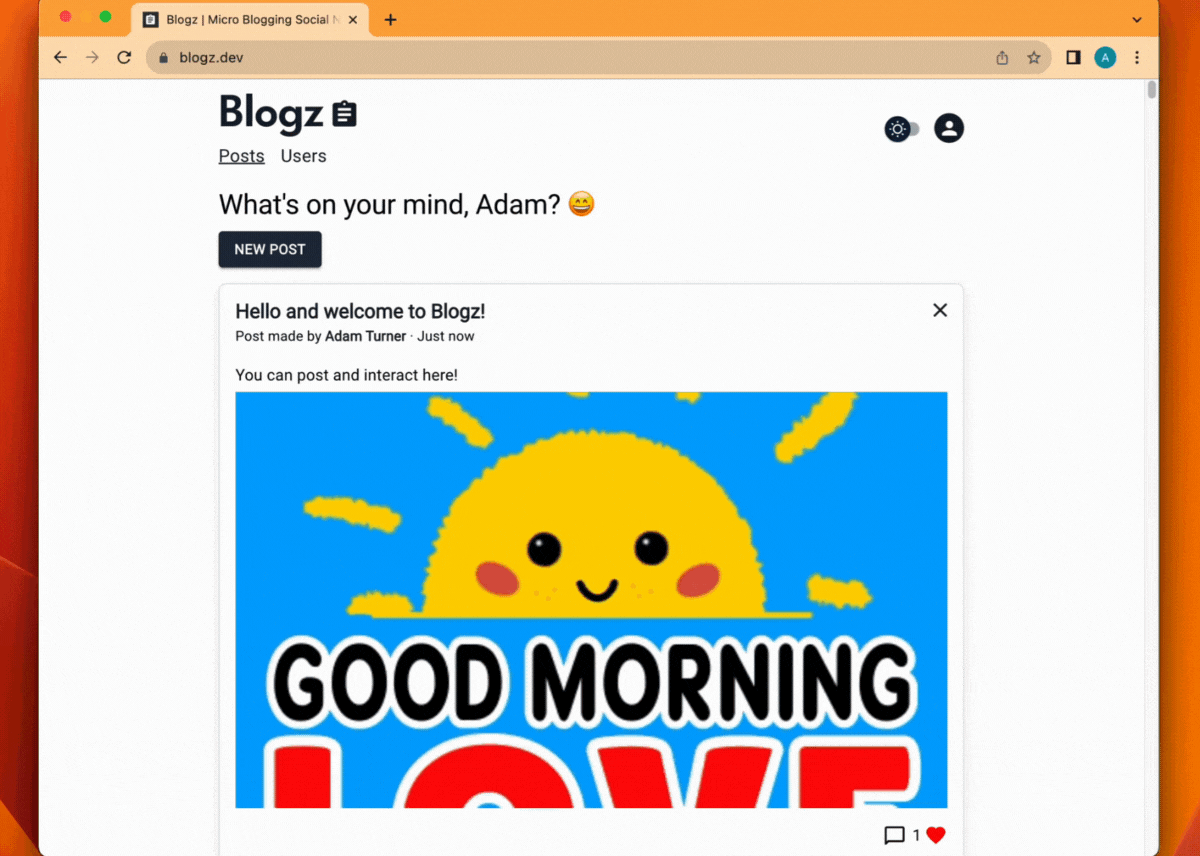 Blogz | Micro Blogging Social N
blogz.dev
A
Blogz
Posts Users
What's on your mind, Adam? 😄
NEW POST
Hello and welcome to Blogz!
Post made by Adam Turner · Just now
You can post and interact here!
GOOD MORNING
LOVE
1